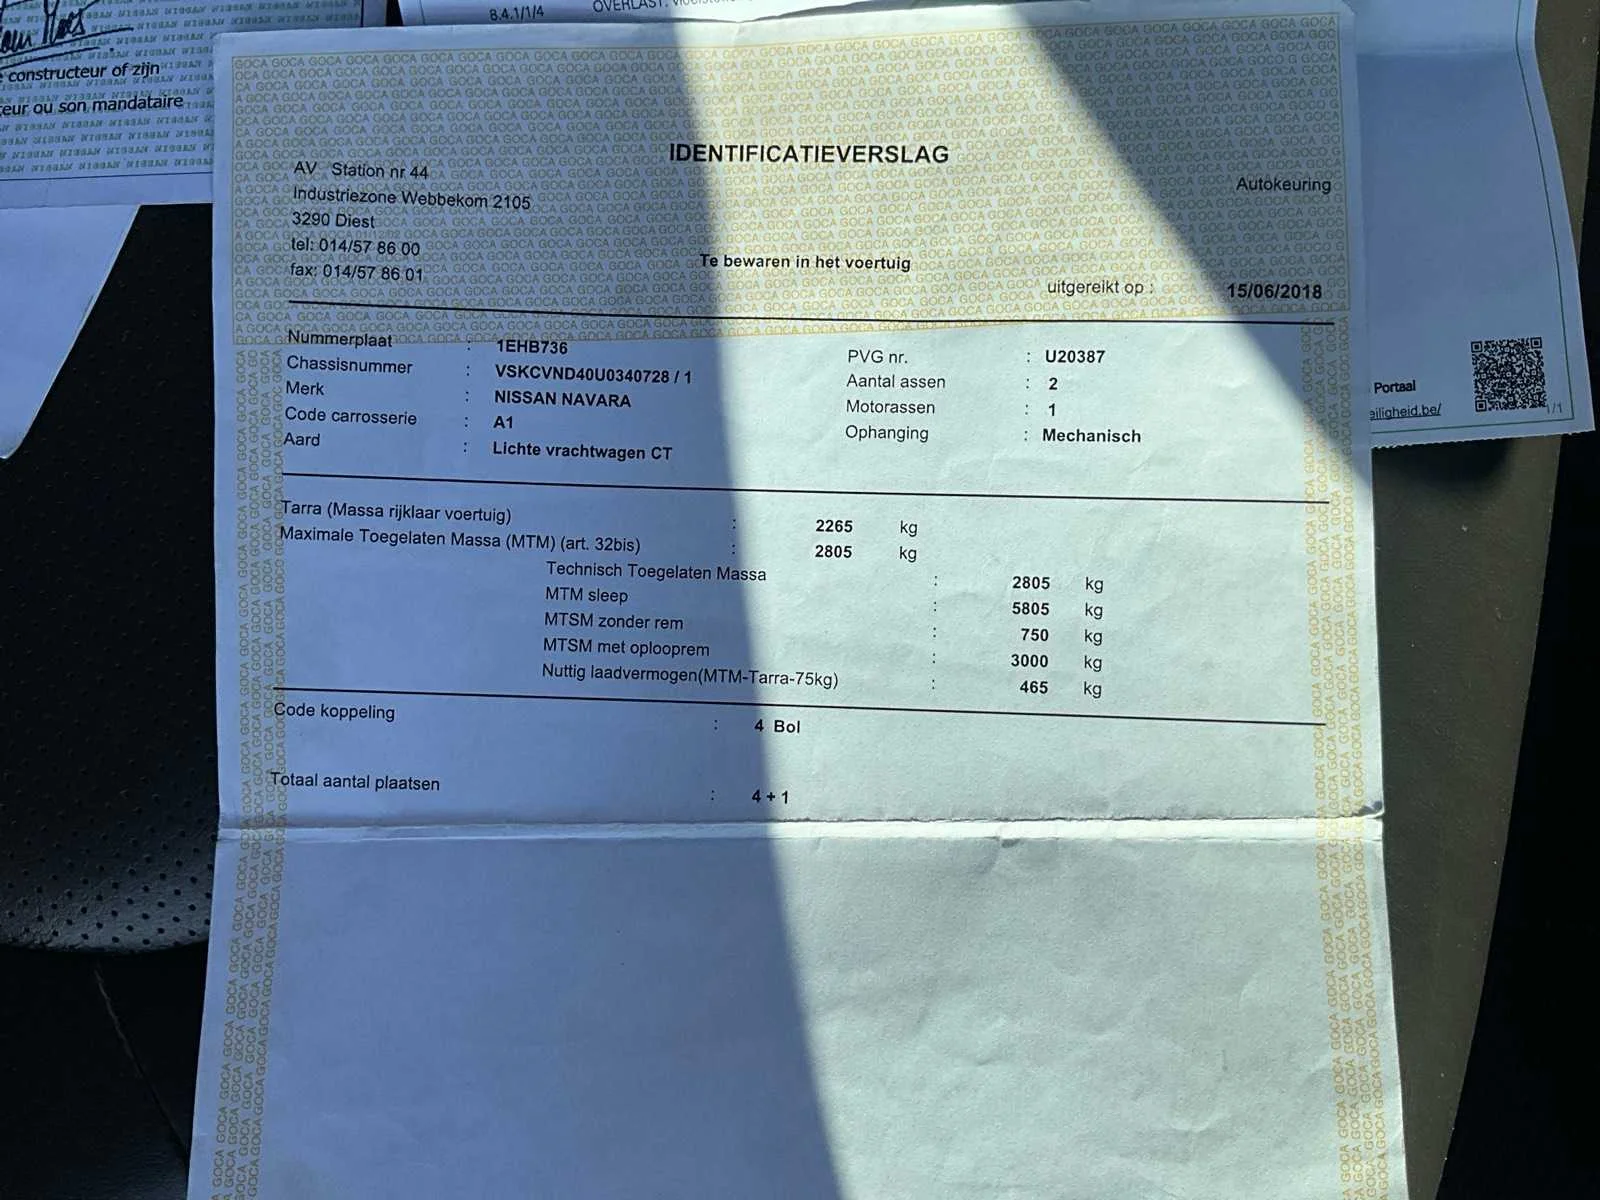 8.4.1/1/4
OVERLAST:
constructeur of zijn
eur ou son mandataire
IDENTIFICATIEVERSLAG
AV Station nr 44
Industriezone Webbekom 2105
3290 Diest
tel: 014/57 86 00
fax: 014/57 86 01
Autokeuring
Te bewaren in het voertuig
uitgereikt op : 15/06/2018
Nummerplaat : 1EHB736
Chassisnummer : VSKCVND40U0340728 / 1
Merk : NISSAN NAVARA
Code carrosserie : A1
Aard : Lichte vrachtwagen CT
PVG nr. : U20387
Aantal assen : 2
Motorassen : 1
Ophanging : Mechanisch
Tarra (Massa rijklaar voertuig) : 2265 kg
Maximale Toegelaten Massa (MTM) (art. 32bis) : 2805 kg
Technisch Toegelaten Massa : 2805 kg
MTM sleep : 5805 kg
MTSM zonder rem : 750 kg
MTSM met oplooprem : 3000 kg
Nuttig laadvermogen(MTM-Tarra-75kg) : 465 kg
Code koppeling : 4 Bol
Totaal aantal plaatsen : 4 + 1
Portaal
eiligheid.be/
1/1